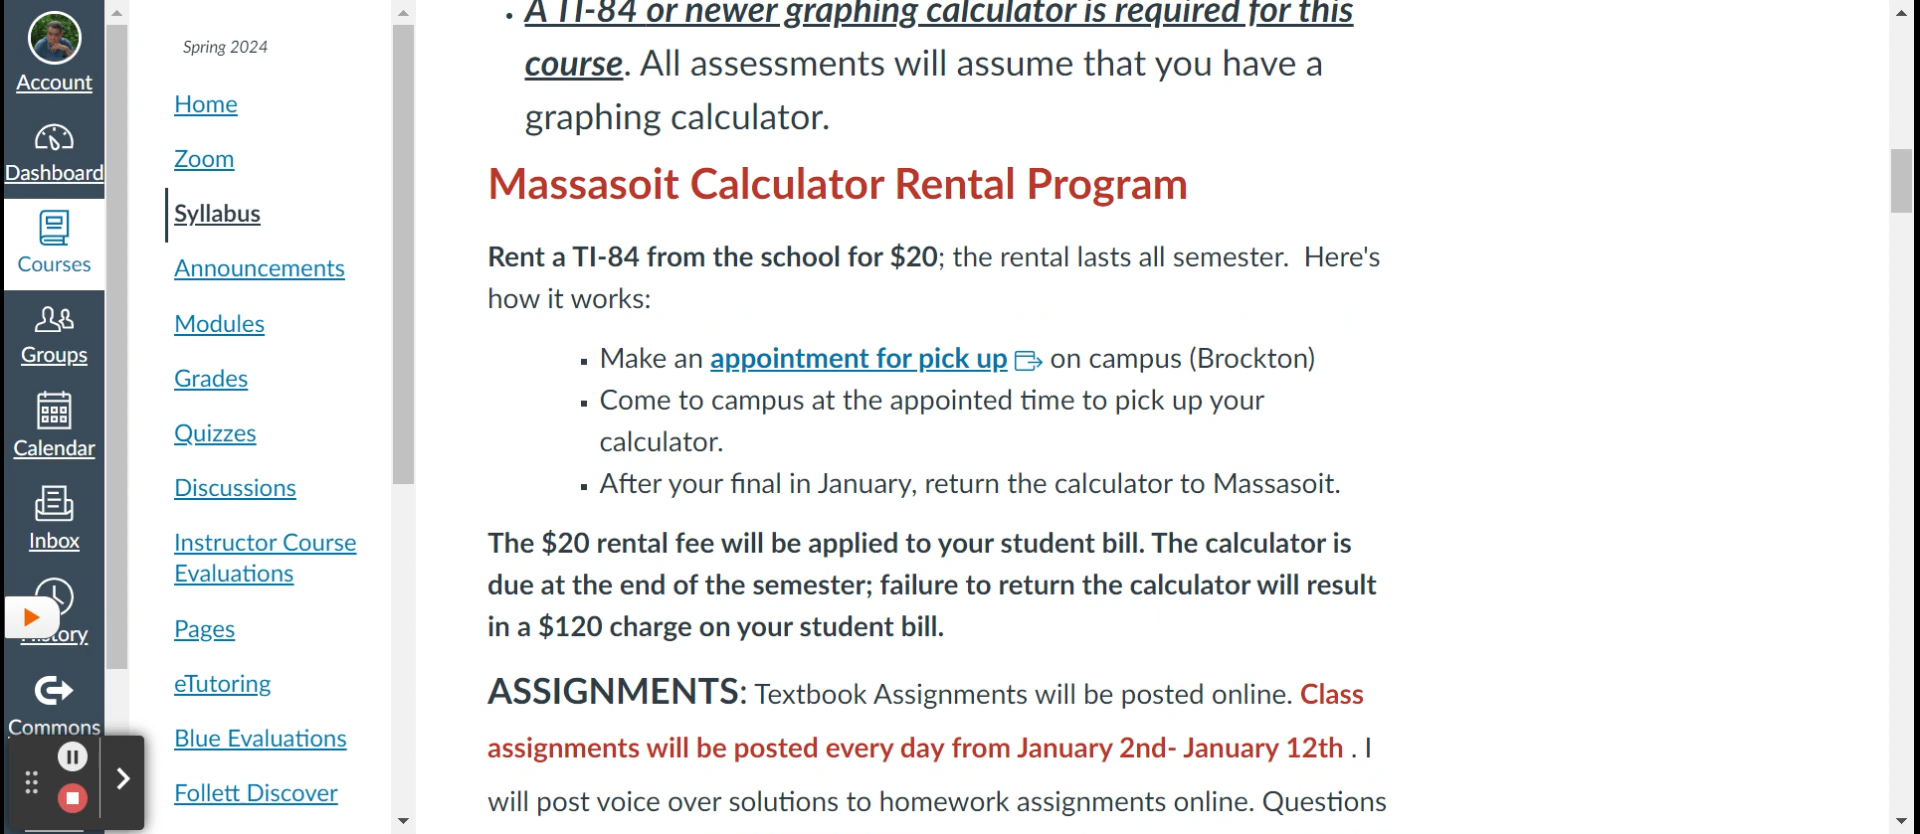 Account
Dashboard
Courses
Groups
Calendar
Inbox
Commons
Spring 2024
Home
Zoom
Syllabus
Announcements
Modules
Grades
Quizzes
Discussions
Instructor Course
Evaluations
Pages
eTutoring
Blue Evaluations
Follett Discover
• A TI-84 or newer graphing calculator is required for this
course. All assessments will assume that you have a
graphing calculator.
Massasoit Calculator Rental Program
Rent a TI-84 from the school for $20; the rental lasts all semester. Here's
how it works:
▪ Make an appointment for pick up on campus (Brockton)
▪ Come to campus at the appointed time to pick up your
calculator.
▪ After your final in January, return the calculator to Massasoit.
The $20 rental fee will be applied to your student bill. The calculator is
due at the end of the semester; failure to return the calculator will result
in a $120 charge on your student bill.
ASSIGNMENTS: Textbook Assignments will be posted online. Class
assignments will be posted every day from January 2nd- January 12th . I
will post voice over solutions to homework assignments online. Questions